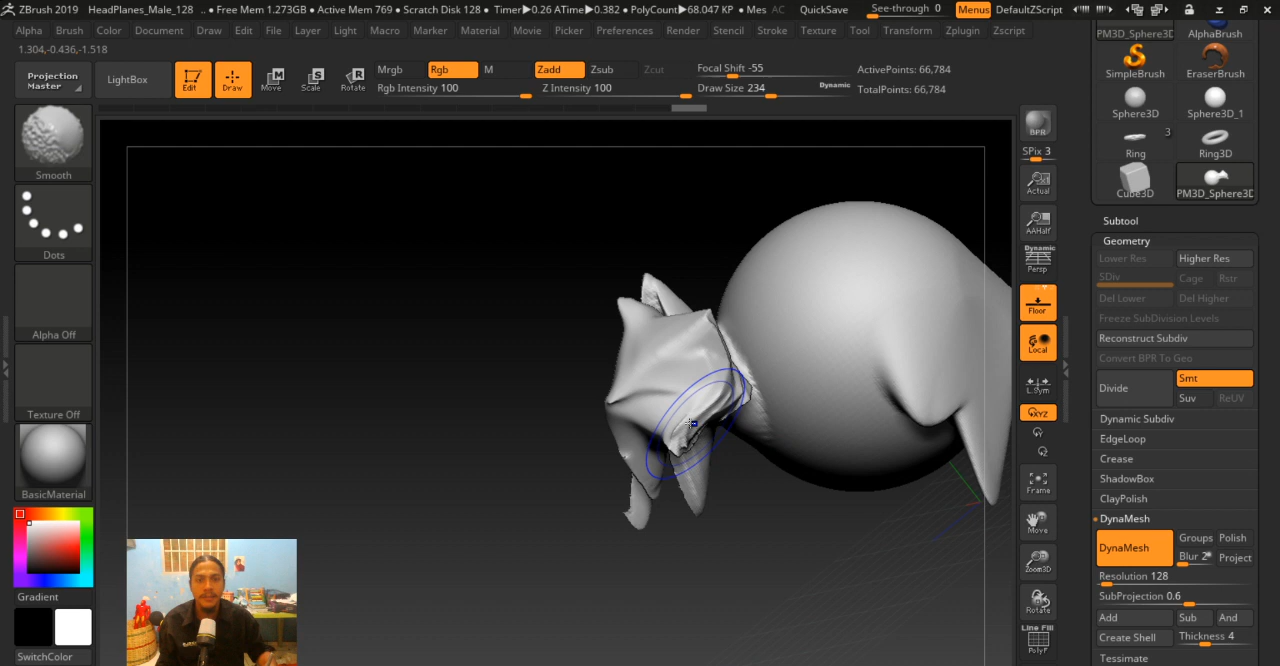 ZBrush 2019 HeadPlanes_Male_128 .. • Free Mem 1.273GB • Active Mem 769 • Scratch Disk 128 • Timer▶0.26 ATime▶0.382 • PolyCount▶68.047 KP • Mes AC QuickSave See-through 0 Menus DefaultZScript
Alpha Brush Color Document Draw Edit File Layer Light Macro Marker Material Movie Picker Preferences Render Stencil Stroke Texture Tool Transform Zplugin Zscript
1.304,-0.436,-1.518
Projection Master
LightBox
Edit
Draw
Move
Scale
Rotate
Mrgb Rgb M
Rgb Intensity 100
Zadd Zsub Zcut
Z Intensity 100
Focal Shift -55
Draw Size 234
Dynamic
ActivePoints: 66,784
TotalPoints: 66,784
Smooth
Dots
Alpha Off
Texture Off
BasicMaterial
Gradient
SwitchColor
BPR
SPix 3
Actual
AAHalf
Dynamic
Persp
Floor
Local
L.Sym
XYZ
Frame
Move
Zoom3D
Rotate
Line Fill
PolyF
PM3D_Sphere3D AlphaBrush
SimpleBrush EraserBrush
Sphere3D Sphere3D_1
3
Ring Ring3D
Cube3D PM3D_Sphere3D
Subtool
Geometry
Lower Res Higher Res
SDiv Cage Rstr
Del Lower Del Higher
Freeze SubDivision Levels
Reconstruct Subdiv
Convert BPR To Geo
Divide
Smt
Suv ReUV
Dynamic Subdiv
EdgeLoop
Crease
ShadowBox
ClayPolish
DynaMesh
DynaMesh
Groups Polish
Blur 2 Project
Resolution 128
SubProjection 0.6
Add Sub And
Create Shell Thickness 4
Tessimate